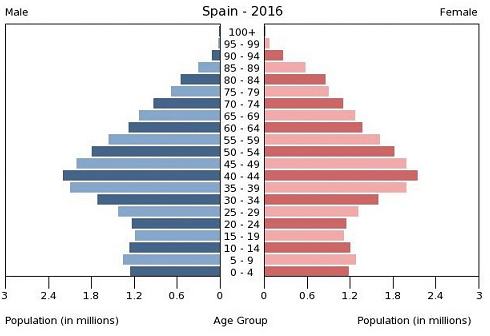 Male Spain - 2016 Female
100+
95 - 99
90 - 94
85 - 89
80 - 84
75 - 79
70 - 74
65 - 69
60 - 64
55 - 59
50 - 54
45 - 49
40 - 44
35 - 39
30 - 34
25 - 29
20 - 24
15 - 19
10 - 14
5 - 9
0 - 4
3 2.4 1.8 1.2 0.6 0 0 0.6 1.2 1.8 2.4 3
Population (in millions) Age Group Population (in millions)